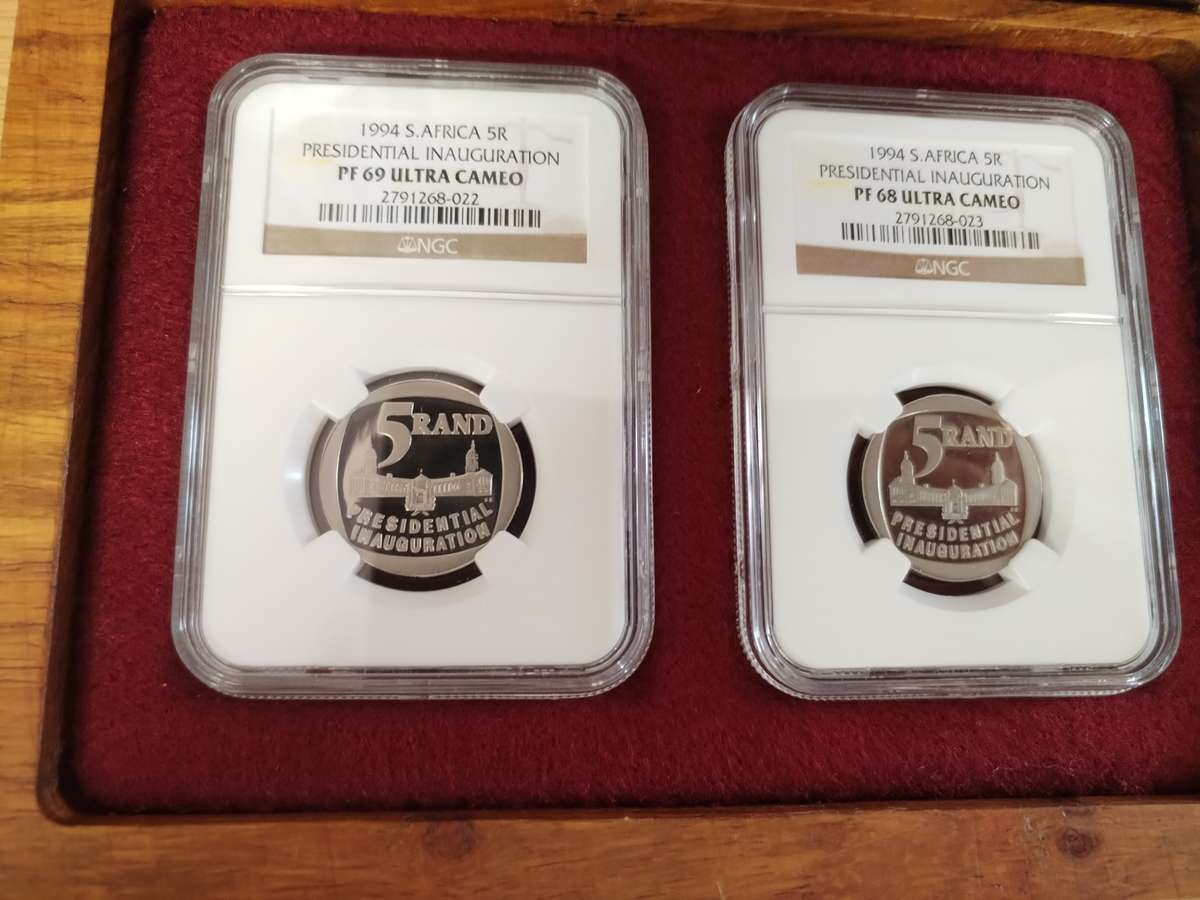 1994 S.AFRICA 5R
PRESIDENTIAL INAUGURATION
PF 69 ULTRA CAMEO
2791268-022
NGC
5 RAND
PRESIDENTIAL
INAUGURATION
1994 S.AFRICA 5R
PRESIDENTIAL INAUGURATION
PF 68 ULTRA CAMEO
2791268-023
NGC
5 RAND
PRESIDENTIAL
INAUGURATION